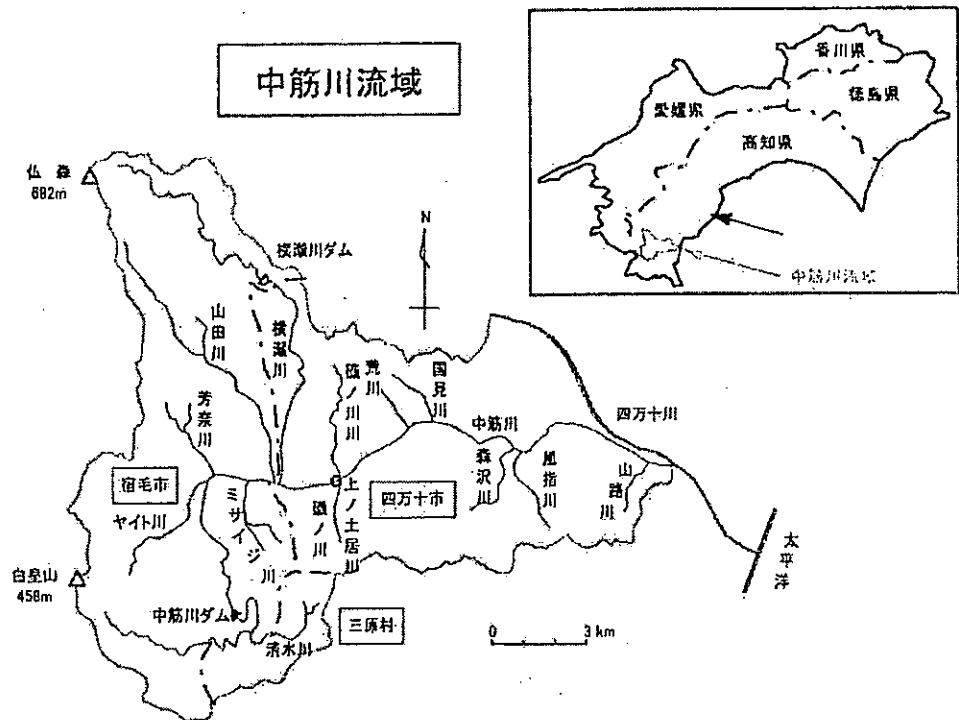 中筋川流域
香川県
徳島県
愛媛県
高知県
中筋川流域
仏森
682m
横瀬川ダム
N
山田川
横瀬川
芳奈川
荒川
国見川
中筋川
四万十川
宿毛市
ヤイト川
ミサイジ川
磯ノ川
上ノ土居川
四万十市
森沢川
風指川
山路川
太平洋
白皇山
458m
中筋川ダム
清水川
三原村
0 3 km